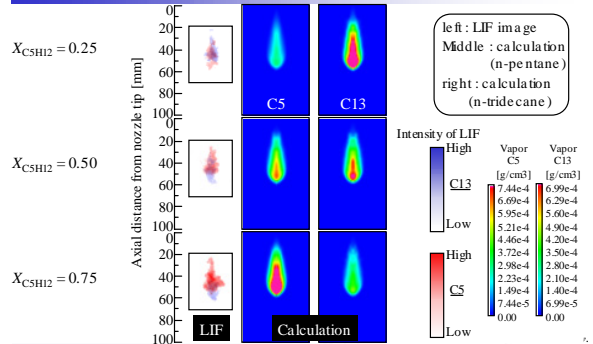 X_C5H12 = 0.25
X_C5H12 = 0.50
X_C5H12 = 0.75
Axial distance from nozzle tip [mm]
0
20
40
60
80
100
0
20
40
60
80
100
0
20
40
60
80
100
C5
C13
LIF
Calculation
left : LIF image
Middle : calculation
(n-pentane)
right : calculation
(n-tridecane)
Intensity of LIF
High
C13
Low
High
C5
Low
Vapor
C5
[g/cm3]
7.44e-4
6.69e-4
5.95e-4
5.21e-4
4.46e-4
3.72e-4
2.98e-4
2.23e-4
1.49e-4
7.44e-5
0.00
Vapor
C13
[g/cm3]
6.99e-4
6.29e-4
5.60e-4
4.90e-4
4.20e-4
3.50e-4
2.80e-4
2.10e-4
1.40e-4
6.99e-5
0.00